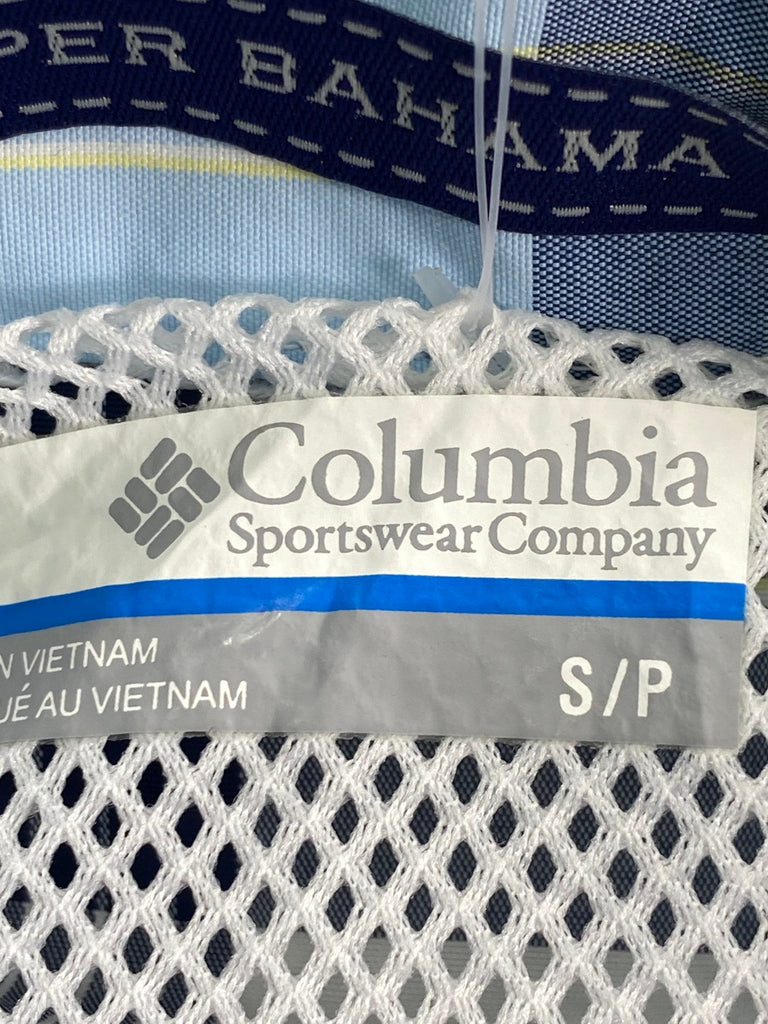 PER BAHAMA
Columbia
Sportswear Company
N VIETNAM
UÉ AU VIETNAM
S/P